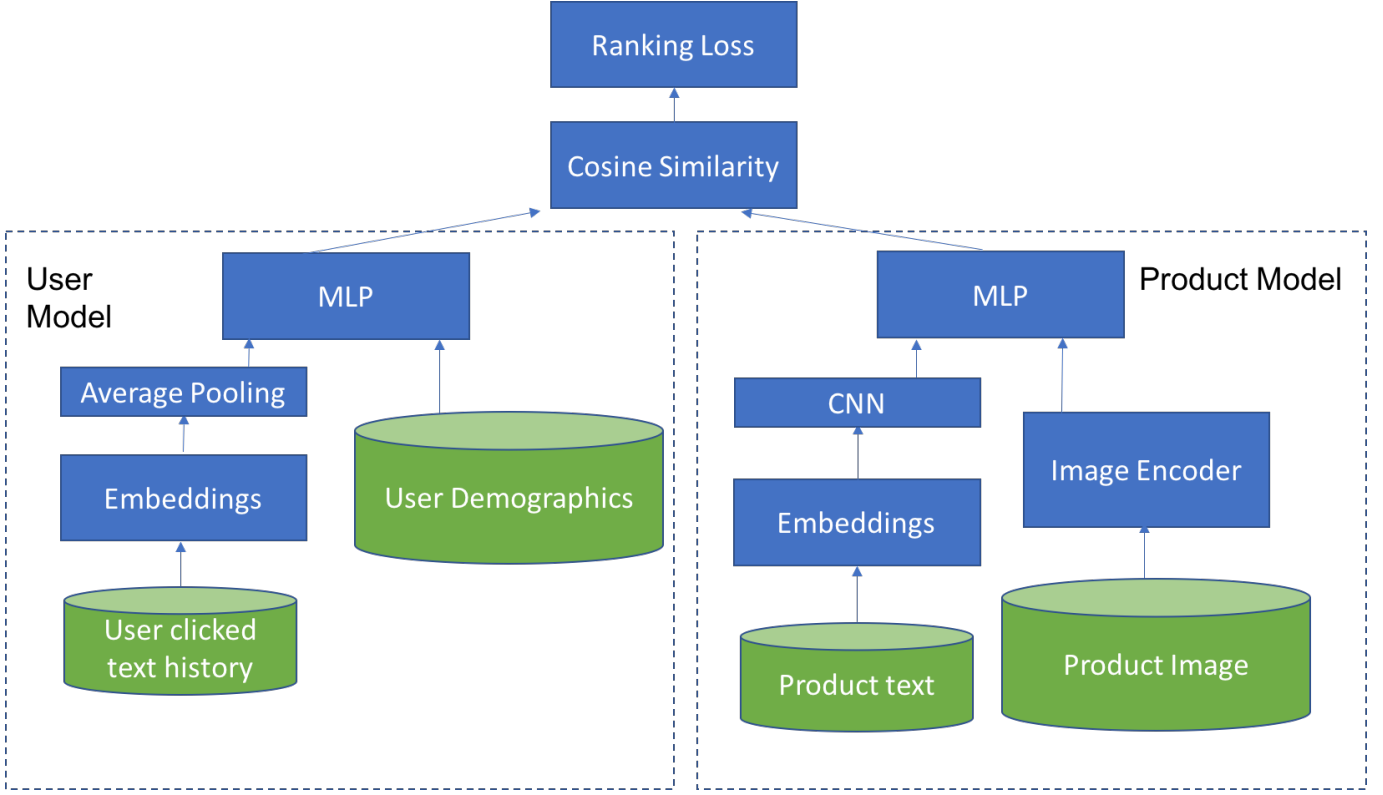 Ranking Loss
Cosine Similarity
User
Model
MLP
Average Pooling
Embeddings
User Demographics
User clicked
text history
Product Model
MLP
CNN
Image Encoder
Embeddings
Product text
Product Image